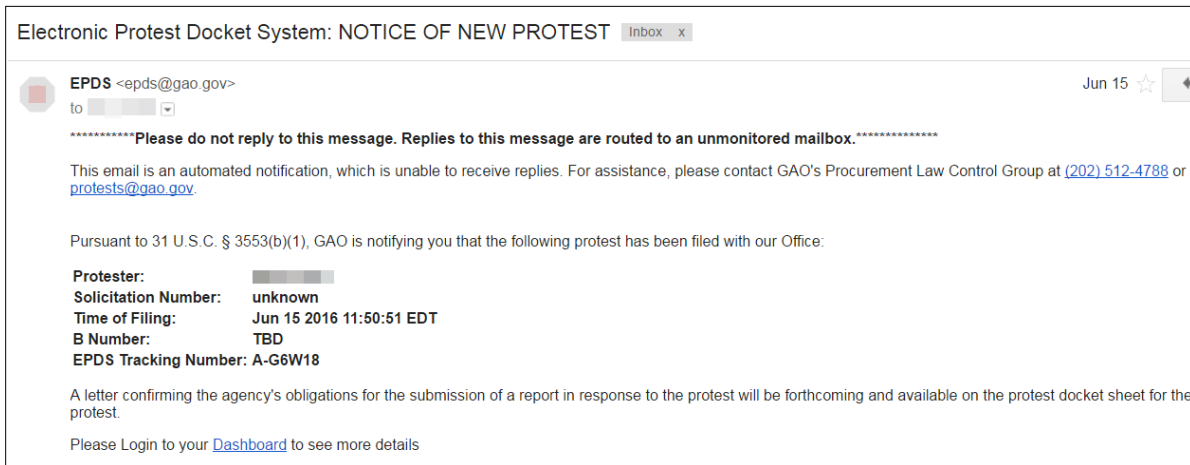 Electronic Protest Docket System: NOTICE OF NEW PROTEST Inbox x
EPDS <epds@gao.gov> Jun 15
to
***********Please do not reply to this message. Replies to this message are routed to an unmonitored mailbox.**************
This email is an automated notification, which is unable to receive replies. For assistance, please contact GAO's Procurement Law Control Group at (202) 512-4788 or
protests@gao.gov.
Pursuant to 31 U.S.C. § 3553(b)(1), GAO is notifying you that the following protest has been filed with our Office:
Protester:
Solicitation Number: unknown
Time of Filing: Jun 15 2016 11:50:51 EDT
B Number: TBD
EPDS Tracking Number: A-G6W18
A letter confirming the agency's obligations for the submission of a report in response to the protest will be forthcoming and available on the protest docket sheet for the
protest.
Please Login to your Dashboard to see more details